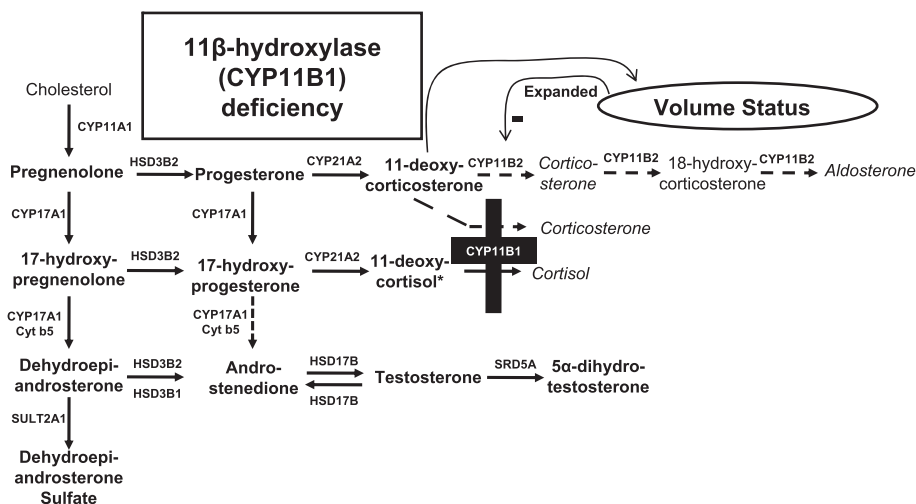 11β-hydroxylase
(CYP11B1)
deficiency
Expanded
Volume Status
-
Cholesterol
CYP11A1
Pregnenolone
HSD3B2
Progesterone
CYP21A2
11-deoxy-
corticosterone
CYP11B2
Cortico-
sterone
CYP11B2
18-hydroxy-
corticosterone
CYP11B2
Aldosterone
CYP17A1
CYP17A1
Corticosterone
CYP11B1
17-hydroxy-
pregnenolone
HSD3B2
17-hydroxy-
progesterone
CYP21A2
11-deoxy-
cortisol*
Cortisol
CYP17A1
Cyt b5
CYP17A1
Cyt b5
Dehydroepi-
androsterone
HSD3B2
HSD3B1
Andro-
stenedione
HSD17B
HSD17B
Testosterone
SRD5A
5α-dihydro-
testosterone
SULT2A1
Dehydroepi-
androsterone
Sulfate